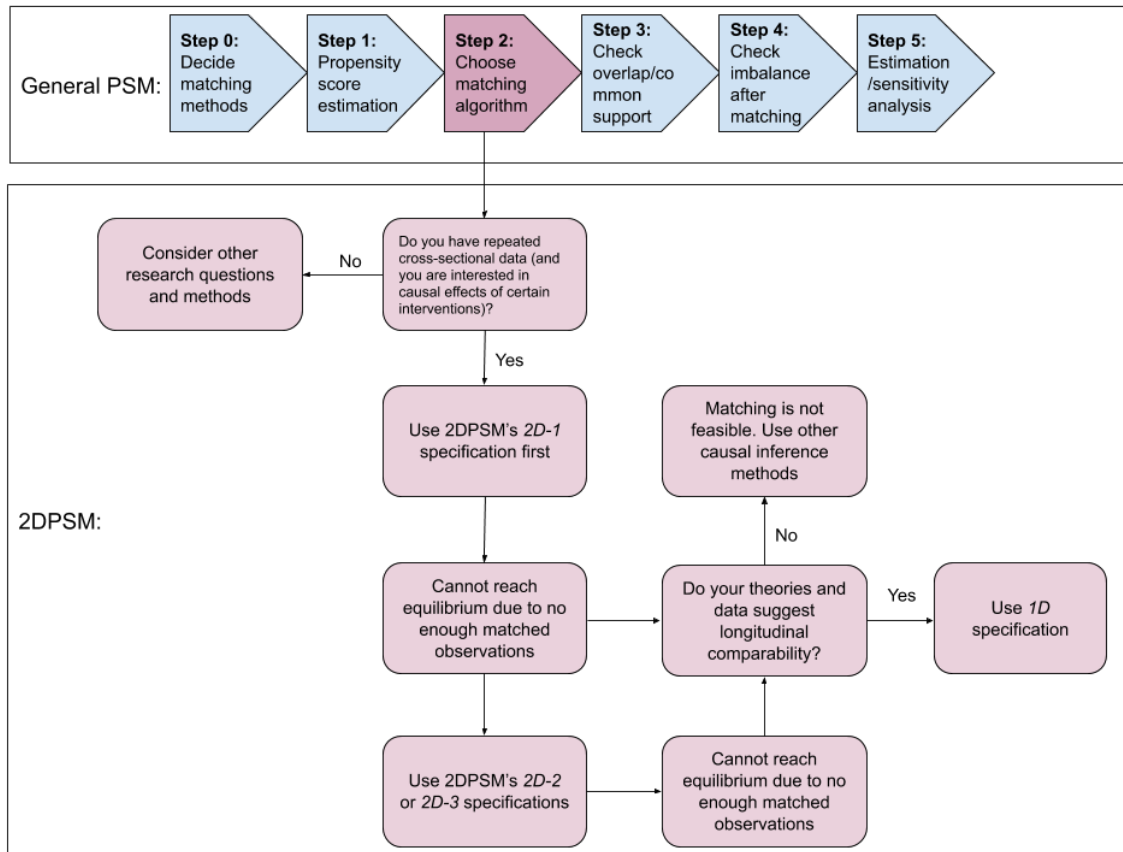 General PSM:
Step 0:
Decide
matching
methods
Step 1:
Propensity
score
estimation
Step 2:
Choose
matching
algorithm
Step 3:
Check
overlap/co
mmon
support
Step 4:
Check
imbalance
after
matching
Step 5:
Estimation
/sensitivity
analysis
2DPSM:
Consider other
research questions
and methods
No
Do you have repeated
cross-sectional data (and
you are interested in
causal effects of certain
interventions)?
Yes
Use 2DPSM's 2D-1
specification first
Matching is not
feasible. Use other
causal inference
methods
No
Cannot reach
equilibrium due to no
enough matched
observations
Do your theories and
data suggest
longitudinal
comparability?
Yes
Use 1D
specification
Use 2DPSM's 2D-2
or 2D-3 specifications
Cannot reach
equilibrium due to no
enough matched
observations